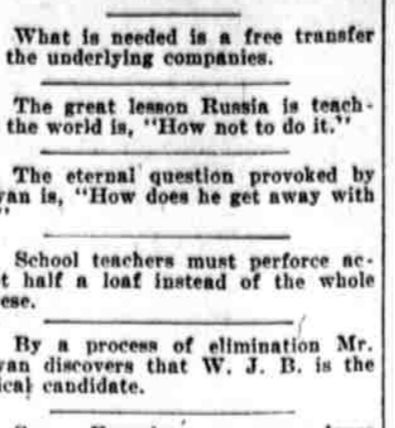 What is needed is a free transfer
the underlying companies.
The great lesson Russia is teach-
the world is, "How not to do it."
The eternal question provoked by
yan is, "How does he get away with
"
School teachers must perforce ac-
t half a loaf instead of the whole
ese.
By a process of elimination Mr.
yan discovers that W. J. B. is the
ical candidate.